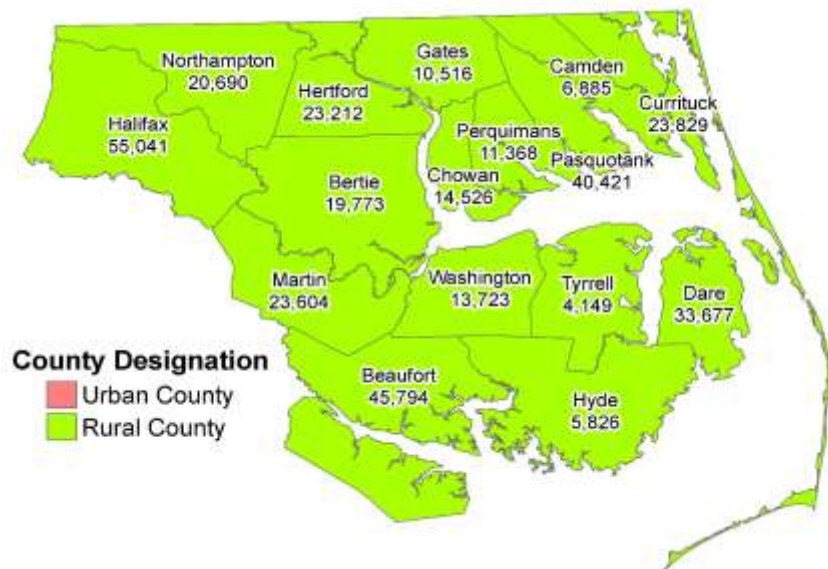 Northampton
20,690
Gates
10,516
Camden
6,885
Hertford
23,212
Currituck
23,829
Halifax
55,041
Perquimans
11,368
Pasquotank
40,421
Bertie
19,773
Chowan
14,526
Martin
23,604
Washington
13,723
Tyrrell
4,149
Dare
33,677
County Designation
Urban County
Rural County
Beaufort
45,794
Hyde
5,826